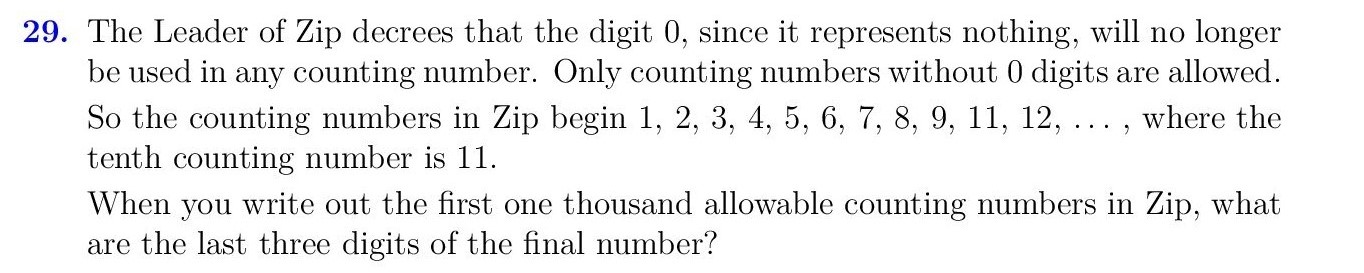 29. The Leader of Zip decrees that the digit 0, since it represents nothing, will no longer
be used in any counting number. Only counting numbers without 0 digits are allowed.
So the counting numbers in Zip begin 1, 2, 3, 4, 5, 6, 7, 8, 9, 11, 12, ... , where the
tenth counting number is 11.
When you write out the first one thousand allowable counting numbers in Zip, what
are the last three digits of the final number?